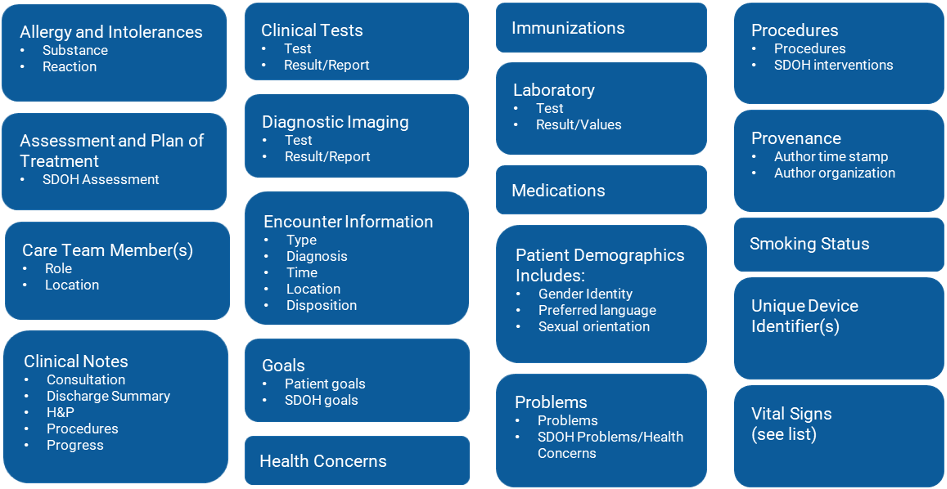 Allergy and Intolerances
• Substance
• Reaction
Assessment and Plan of
Treatment
• SDOH Assessment
Care Team Member(s)
• Role
• Location
Clinical Notes
• Consultation
• Discharge Summary
• H&P
• Procedures
• Progress
Clinical Tests
• Test
• Result/Report
Diagnostic Imaging
• Test
• Result/Report
Encounter Information
• Type
• Diagnosis
• Time
• Location
• Disposition
Goals
• Patient goals
• SDOH goals
Health Concerns
Immunizations
Laboratory
• Test
• Result/Values
Medications
Patient Demographics
Includes:
• Gender Identity
• Preferred language
• Sexual orientation
Problems
• Problems
• SDOH Problems/Health
Concerns
Procedures
• Procedures
• SDOH interventions
Provenance
• Author time stamp
• Author organization
Smoking Status
Unique Device
Identifier(s)
Vital Signs
(see list)